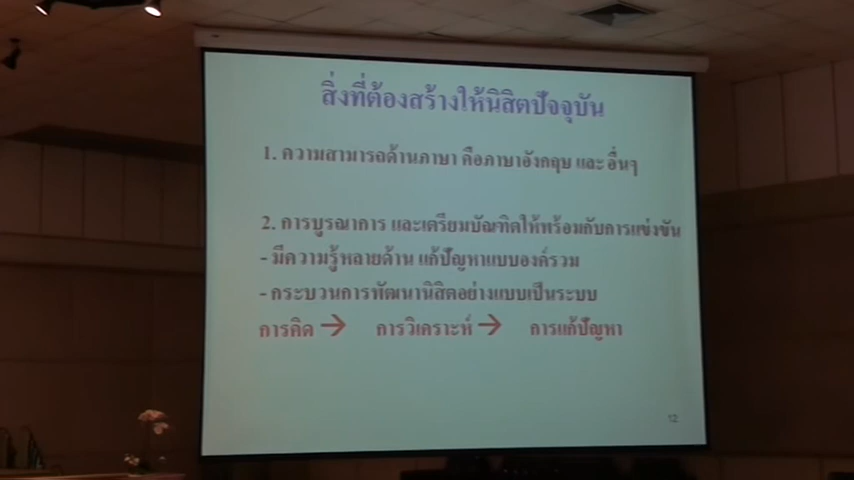 สิ่งที่ต้องสร้างให้นิสิตปัจจุบัน
1. ความสามารถด้านภาษา คือภาษาอังกฤษ และ อื่นๆ
2. การบูรณาการ และเตรียมบัณฑิตให้พร้อมกับการแข่งขัน
- มีความรู้หลายด้าน แก้ปัญหาแบบองค์รวม
- กระบวนการพัฒนานิสิตอย่างแบบเป็นระบบ
การคิด → การวิเคราะห์ → การแก้ปัญหา
12